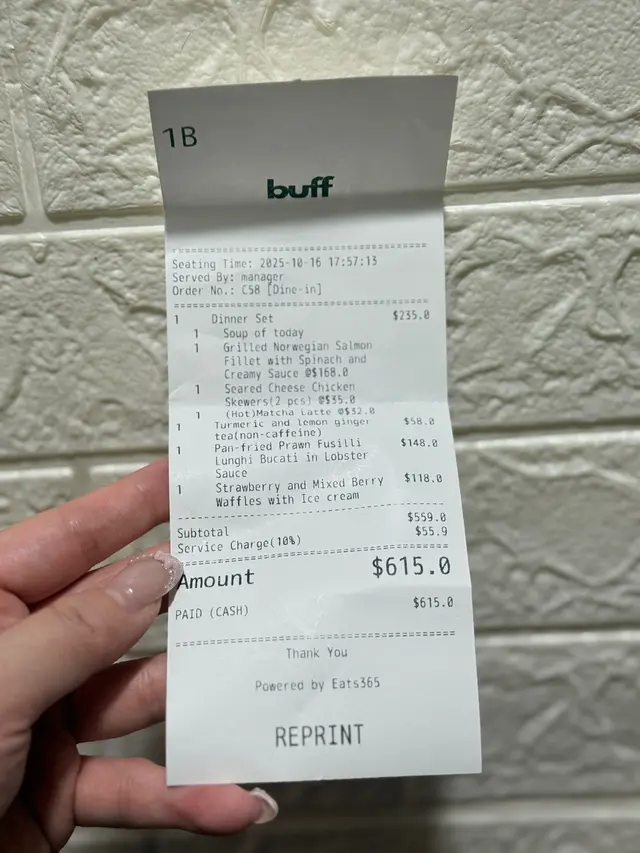 1B
buff
Seating Time: 2025-10-16 17:57:13
Served By: manager
Order No.: C58 [Dine-in]
1 Dinner Set $235.0
1 Soup of today
1 Grilled Norwegian Salmon
Fillet with Spinach and
Creamy Sauce @$168.0
1 Seared Cheese Chicken
Skewers(2 pcs) @$35.0
1 (Hot)Matcha Latte @$32.0
1 Turmeric and lemon ginger $58.0
tea(non-caffeine)
1 Pan-fried Prawn Fusilli $148.0
Lunghi Bucati in Lobster
Sauce
1 Strawberry and Mixed Berry $118.0
Waffles with Ice cream
Subtotal $559.0
Service Charge(10%) $55.9
Amount $615.0
PAID (CASH) $615.0
Thank You
Powered by Eats365
REPRINT